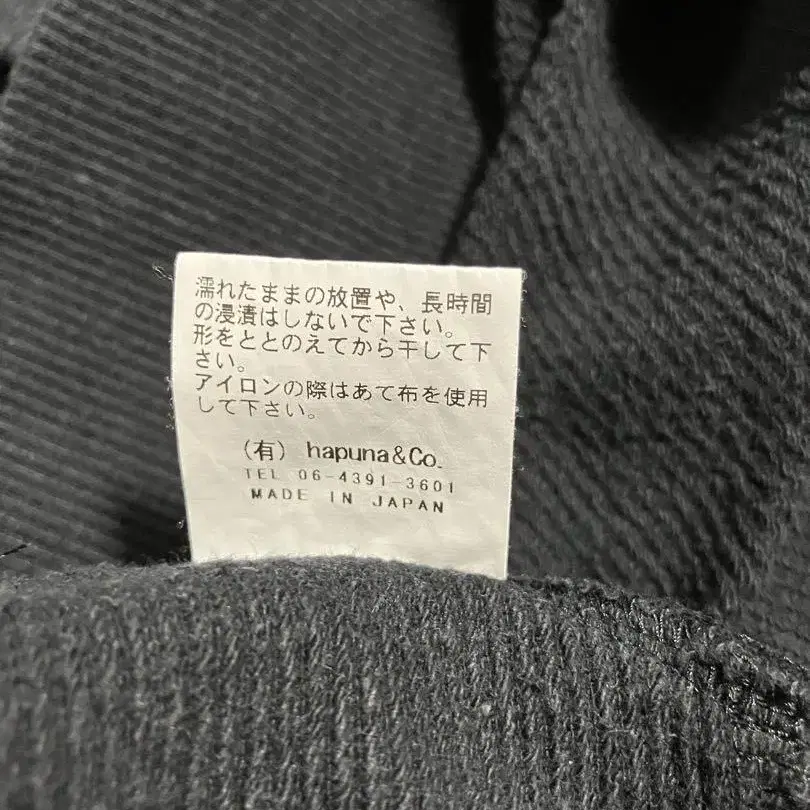 濡れたままの放置や、長時間
の浸漬はしないで下さい。
形をととのえてから干して下
さい。
アイロンの際はあて布を使用
して下さい。
(有) hapuna&Co.
TEL 06-4391-3601
MADE IN JAPAN